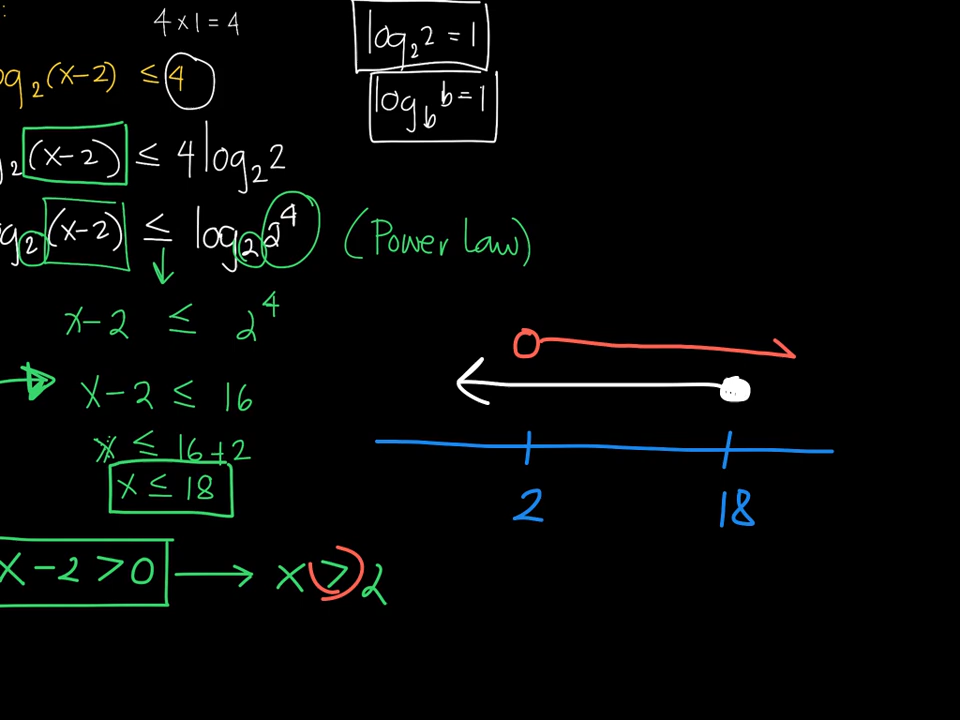 4 x 1 = 4
log₂2 = 1
og₂(x-2) ≤ 4
log_b b = 1
g₂(x-2) ≤ 4log₂2
og₂(x-2) ≤ log₂2⁴ (Power Law)
x-2 ≤ 2⁴
x-2 ≤ 16
x ≤ 16+2
x ≤ 18
2 18
x-2 > 0 → x > 2